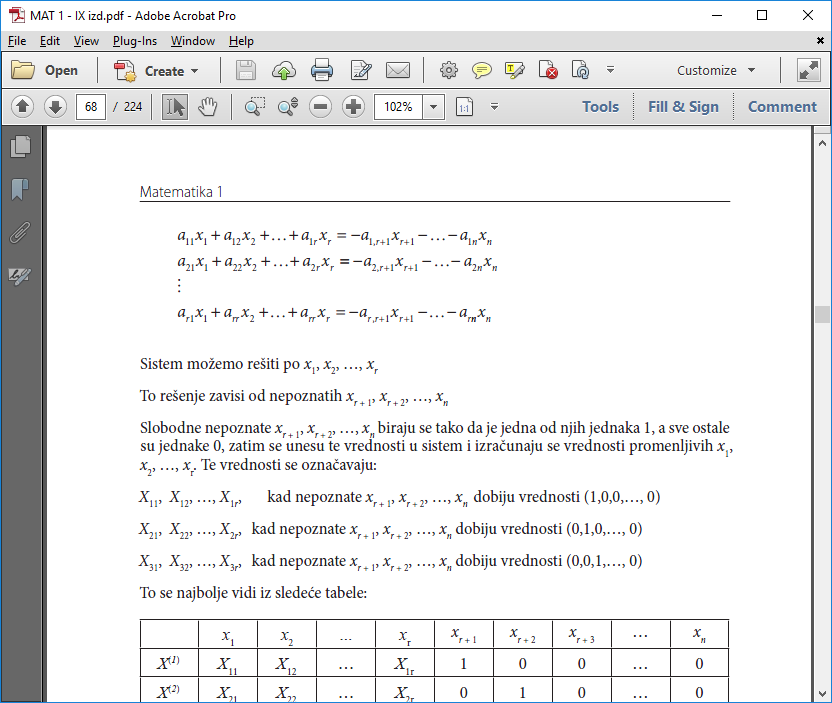 MAT 1 - IX izd.pdf - Adobe Acrobat Pro
File Edit View Plug-Ins Window Help
Open Create Customize
68 / 224 102% 1:1 Tools Fill & Sign Comment
Matematika 1
a₁₁x₁ + a₁₂x₂ + … + a₁ᵣxᵣ = −a₁,ᵣ₊₁xᵣ₊₁ − … − a₁ₙxₙ
a₂₁x₁ + a₂₂x₂ + … + a₂ᵣxᵣ = −a₂,ᵣ₊₁xᵣ₊₁ − … − a₂ₙxₙ
⋮
aᵣ₁x₁ + aᵣᵣx₂ + … + aᵣᵣxᵣ = −aᵣ,ᵣ₊₁xᵣ₊₁ − … − aᵣₙxₙ
Sistem možemo rešiti po x₁, x₂, …, xᵣ
To rešenje zavisi od nepoznatih xᵣ₊₁, xᵣ₊₂, …, xₙ
Slobodne nepoznate xᵣ₊₁, xᵣ₊₂, …, xₙ biraju se tako da je jedna od njih jednaka 1, a sve ostale
su jednake 0, zatim se unesu te vrednosti u sistem i izračunaju se vrednosti promenljivih x₁,
x₂, …, xᵣ. Te vrednosti se označavaju:
X₁₁, X₁₂, …, X₁ᵣ, kad nepoznate xᵣ₊₁, xᵣ₊₂, …, xₙ dobiju vrednosti (1,0,0,…, 0)
X₂₁, X₂₂, …, X₂ᵣ, kad nepoznate xᵣ₊₁, xᵣ₊₂, …, xₙ dobiju vrednosti (0,1,0,…, 0)
X₃₁, X₃₂, …, X₃ᵣ, kad nepoznate xᵣ₊₁, xᵣ₊₂, …, xₙ dobiju vrednosti (0,0,1,…, 0)
To se najbolje vidi iz sledeće tabele:
x₁ x₂ … xᵣ xᵣ₊₁ xᵣ₊₂ xᵣ₊₃ … xₙ
X⁽¹⁾ X₁₁ X₁₂ … X₁ᵣ 1 0 0 … 0
X⁽²⁾ X₂₁ X₂₂ … X₂ᵣ 0 1 0 … 0